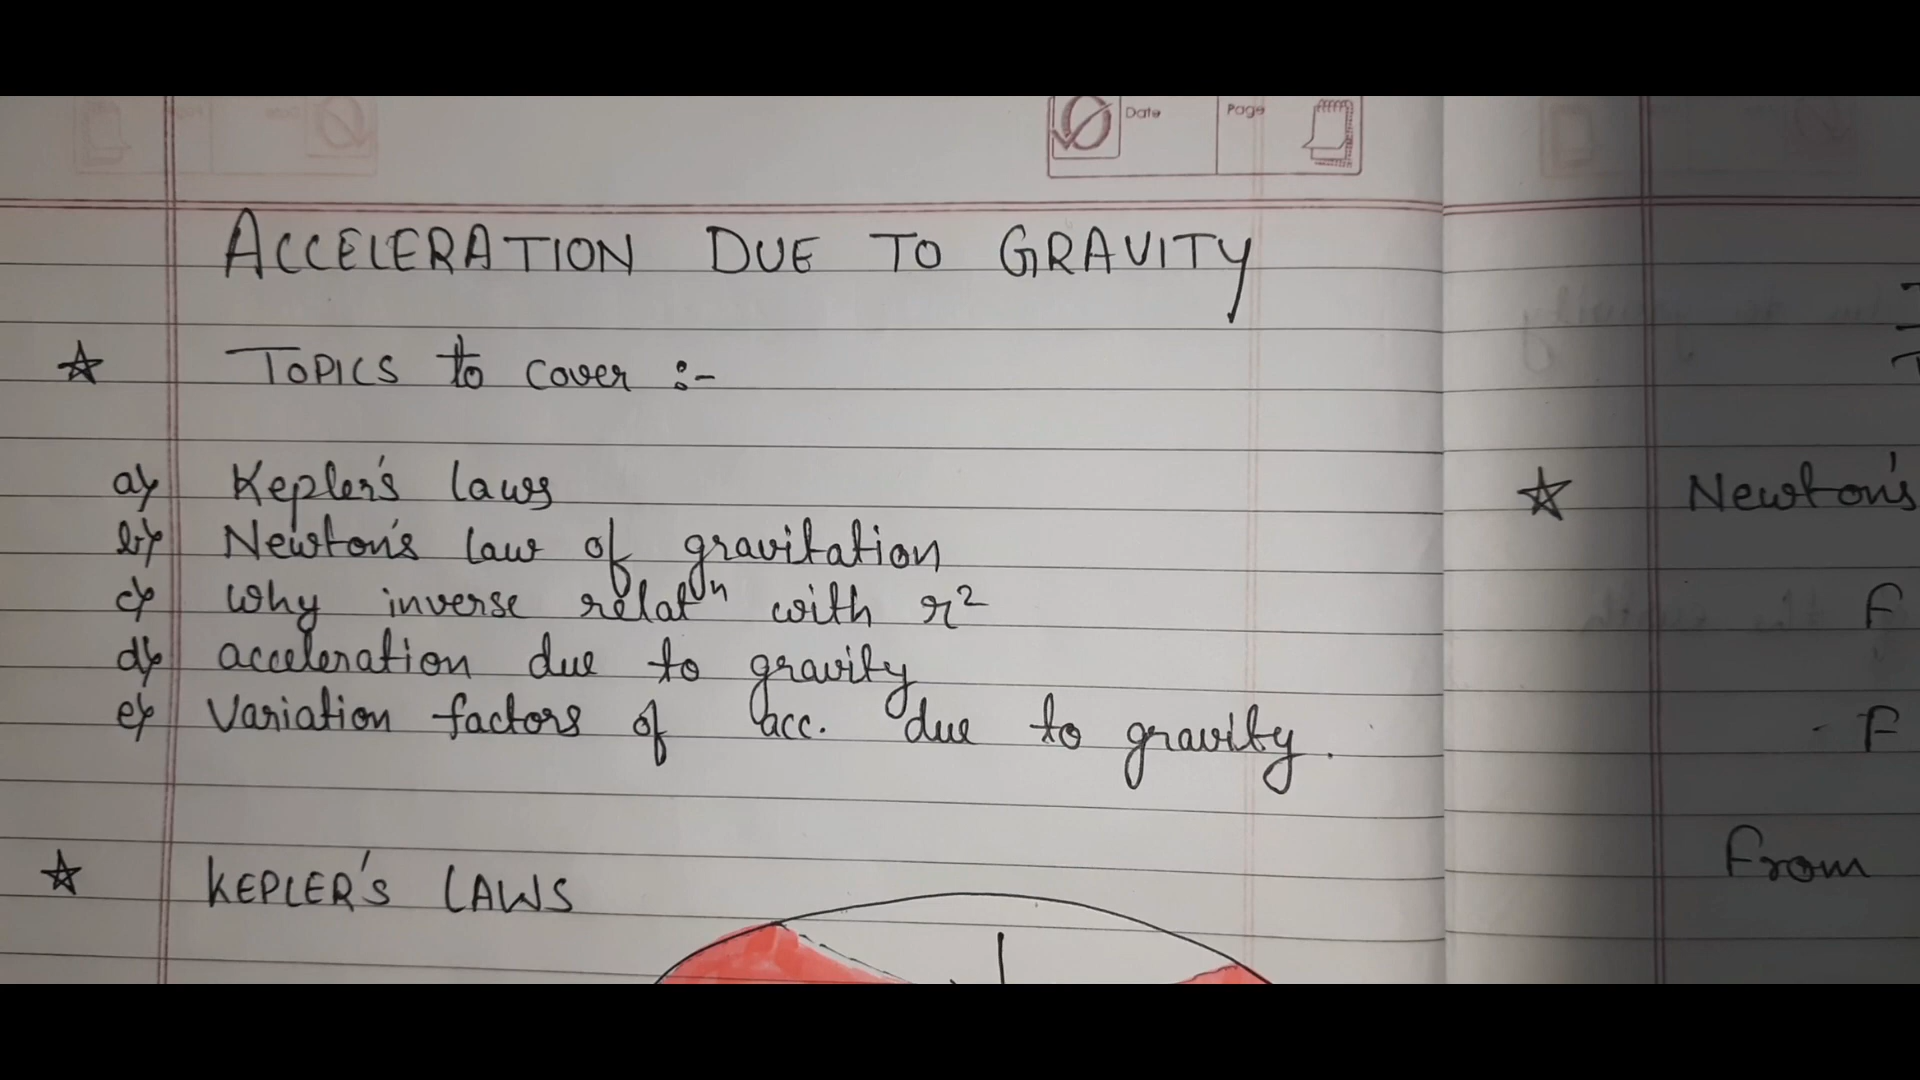 Date Page
ACCELERATION DUE TO GRAVITY
☆ TOPICS to cover :-
a) Kepler's laws
b) Newton's law of gravitation
c) why inverse relatⁿ with r²
d) acceleration due to gravity
e) Variation factors of acc. due to gravity.
☆ KEPLER'S LAWS
☆ Newton's
F
F
From